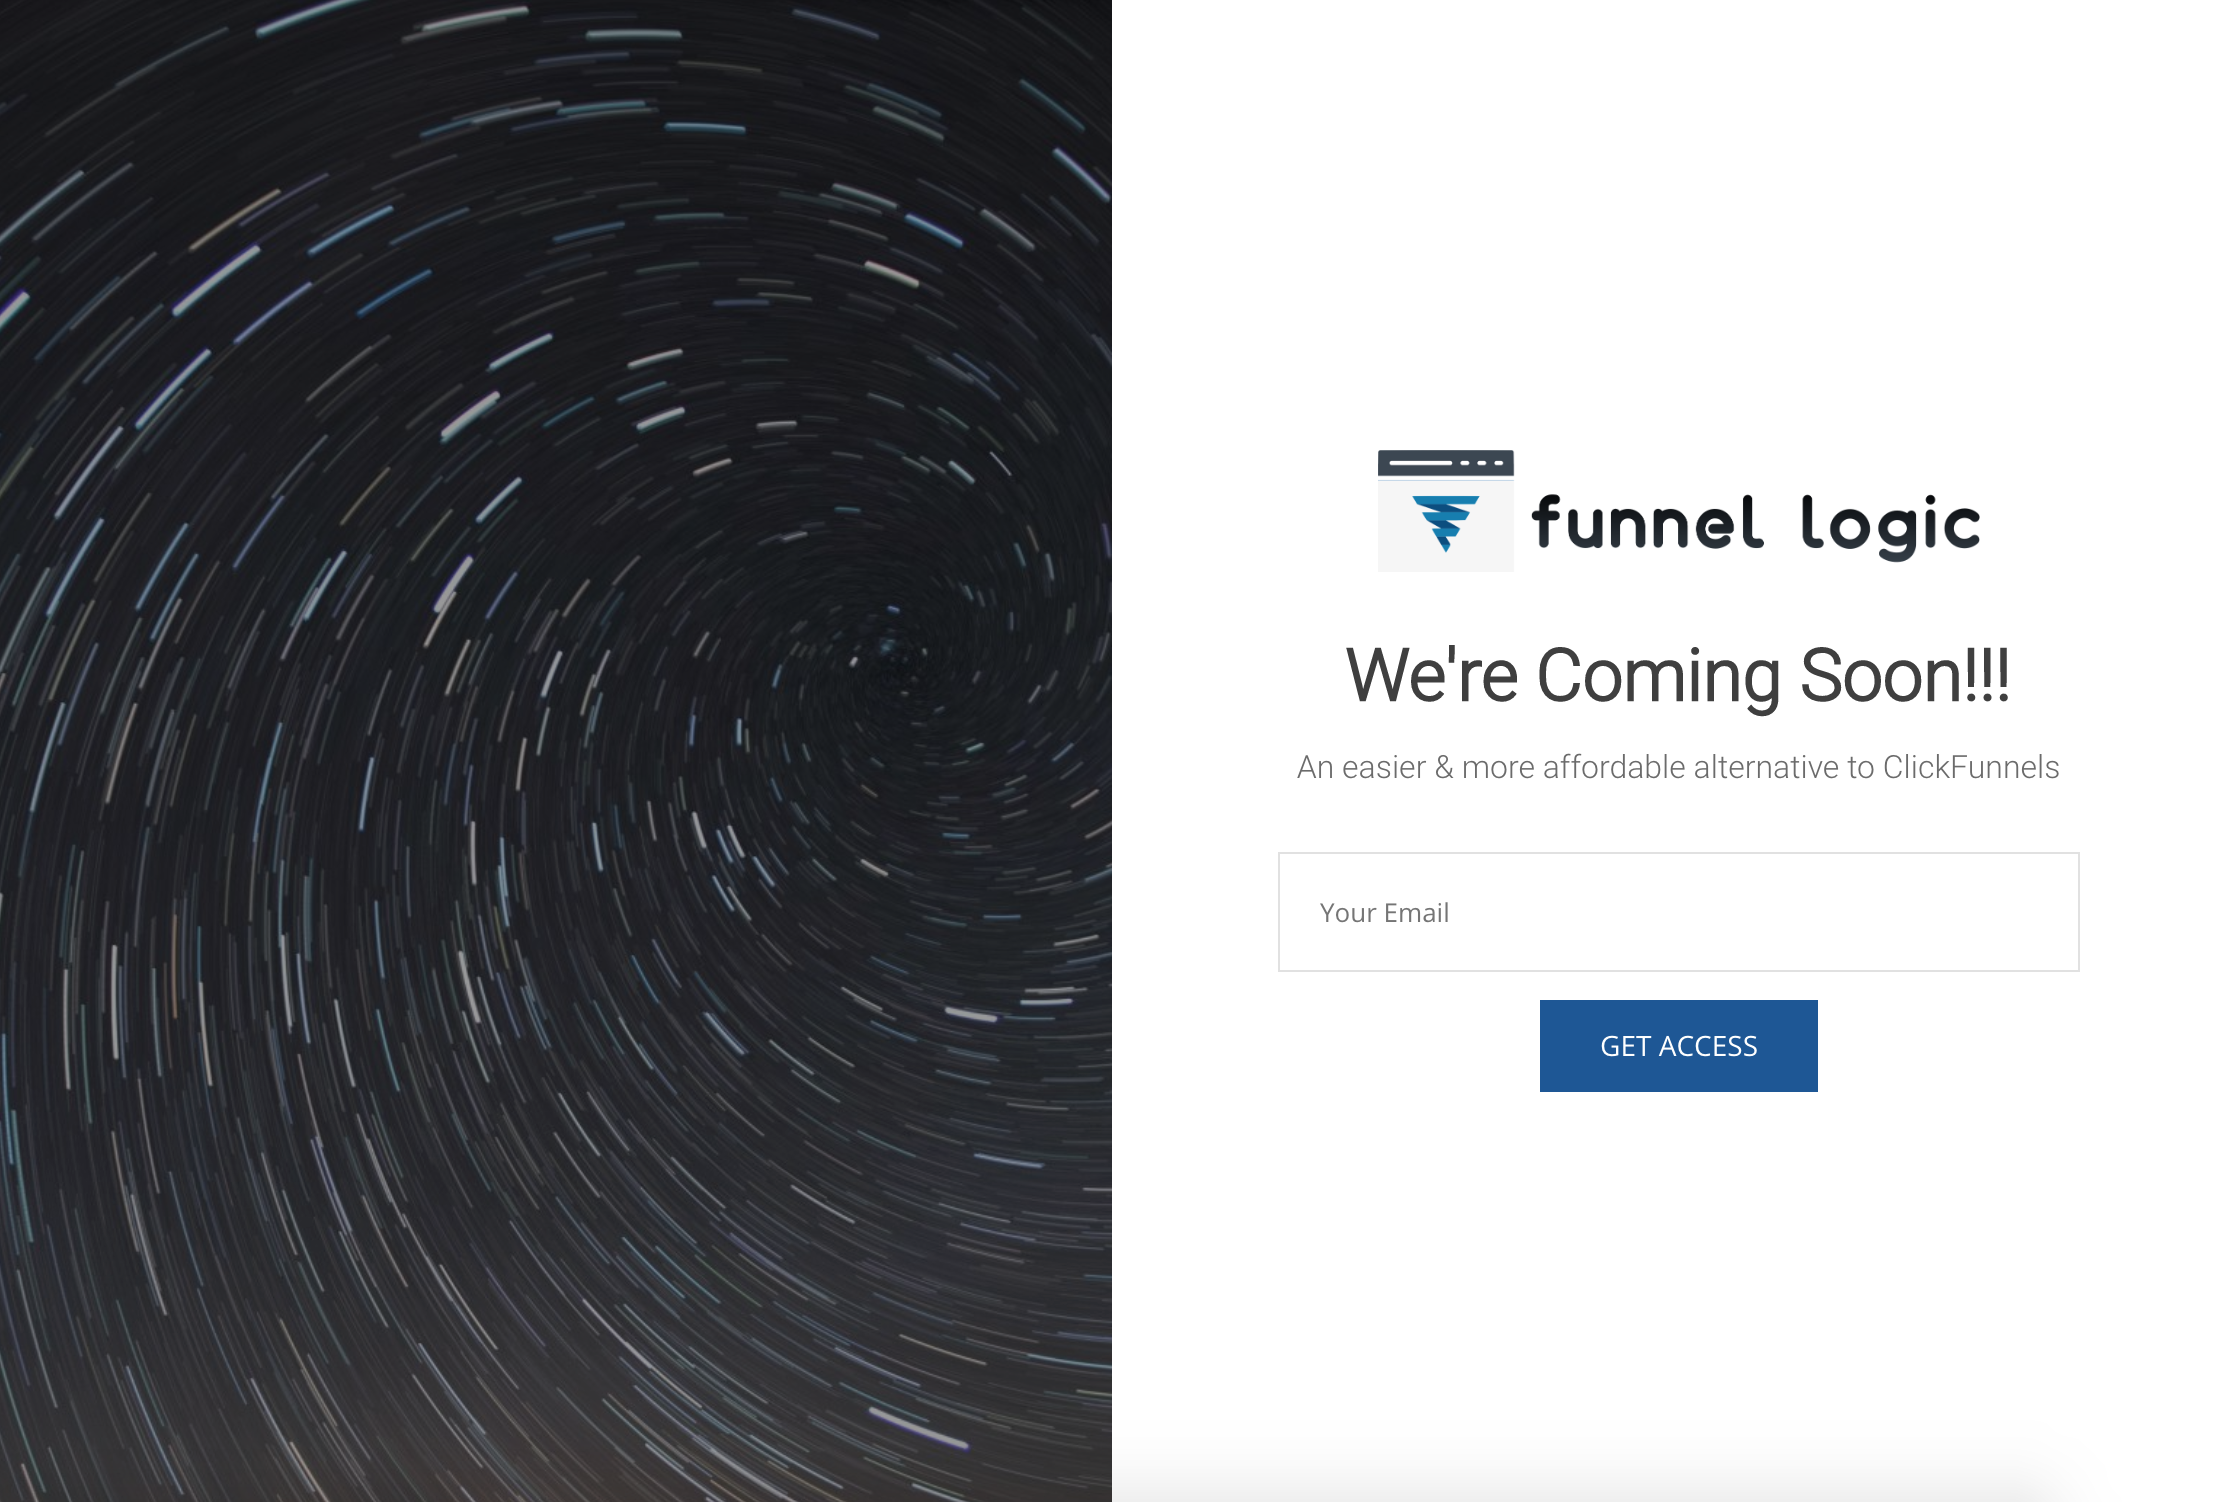 funnel logic
We're Coming Soon!!!
An easier & more affordable alternative to ClickFunnels
Your Email
GET ACCESS